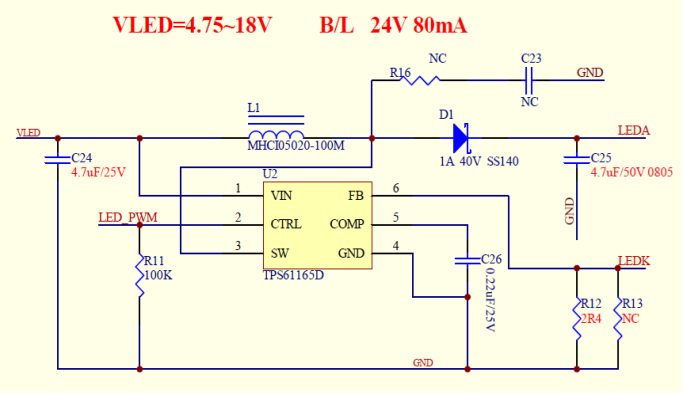 VLED=4.75~18V B/L 24V 80mA
NC C23
R16 GND
NC
L1 D1
VLED LEDA
MHCI05020-100M
C24 1A 40V SS140 C25
4.7uF/25V 4.7uF/50V 0805
U2
1 VIN FB 6
GND
LED_PWM 2 CTRL COMP 5
3 SW GND 4
R11 C26 LEDK
100K 0.22uF/25V
TPS61165D
R12 R13
2R4 NC
GND